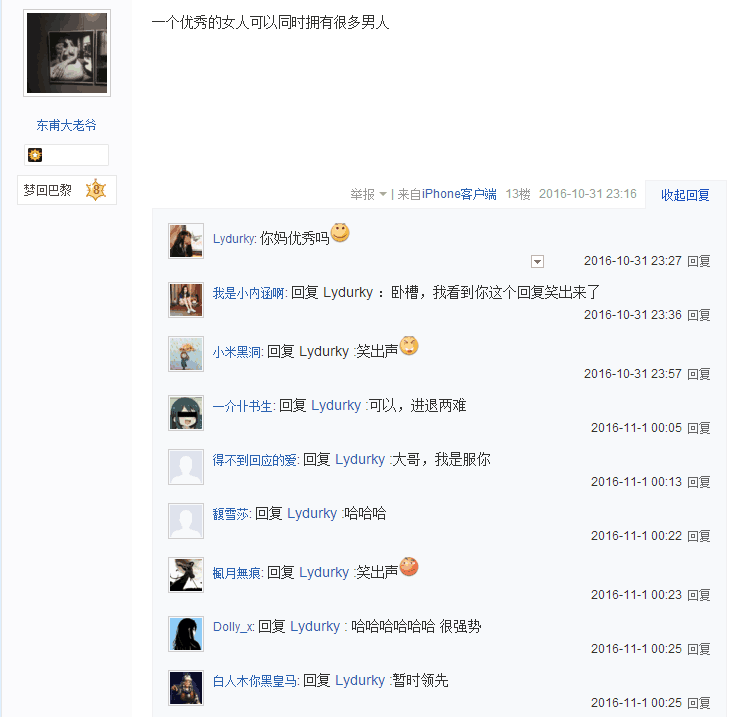 一个优秀的女人可以同时拥有很多男人
东甫大老爷
梦回巴黎 8
举报 | 来自iPhone客户端 13楼 2016-10-31 23:16 收起回复
Lydurky: 你妈优秀吗
2016-10-31 23:27 回复
我是小内涵啊: 回复 Lydurky ：卧槽，我看到你这个回复笑出来了
2016-10-31 23:36 回复
小米黑洞: 回复 Lydurky :笑出声
2016-10-31 23:57 回复
一介仆书生: 回复 Lydurky :可以，进退两难
2016-11-1 00:05 回复
得不到回应的爱: 回复 Lydurky :大哥，我是服你
2016-11-1 00:13 回复
馥雪莎: 回复 Lydurky :哈哈哈
2016-11-1 00:22 回复
楓月無痕: 回复 Lydurky :笑出声
2016-11-1 00:23 回复
Dolly_x: 回复 Lydurky : 哈哈哈哈哈哈 很强势
2016-11-1 00:25 回复
白人木你黑皇马: 回复 Lydurky :暂时领先
2016-11-1 00:25 回复